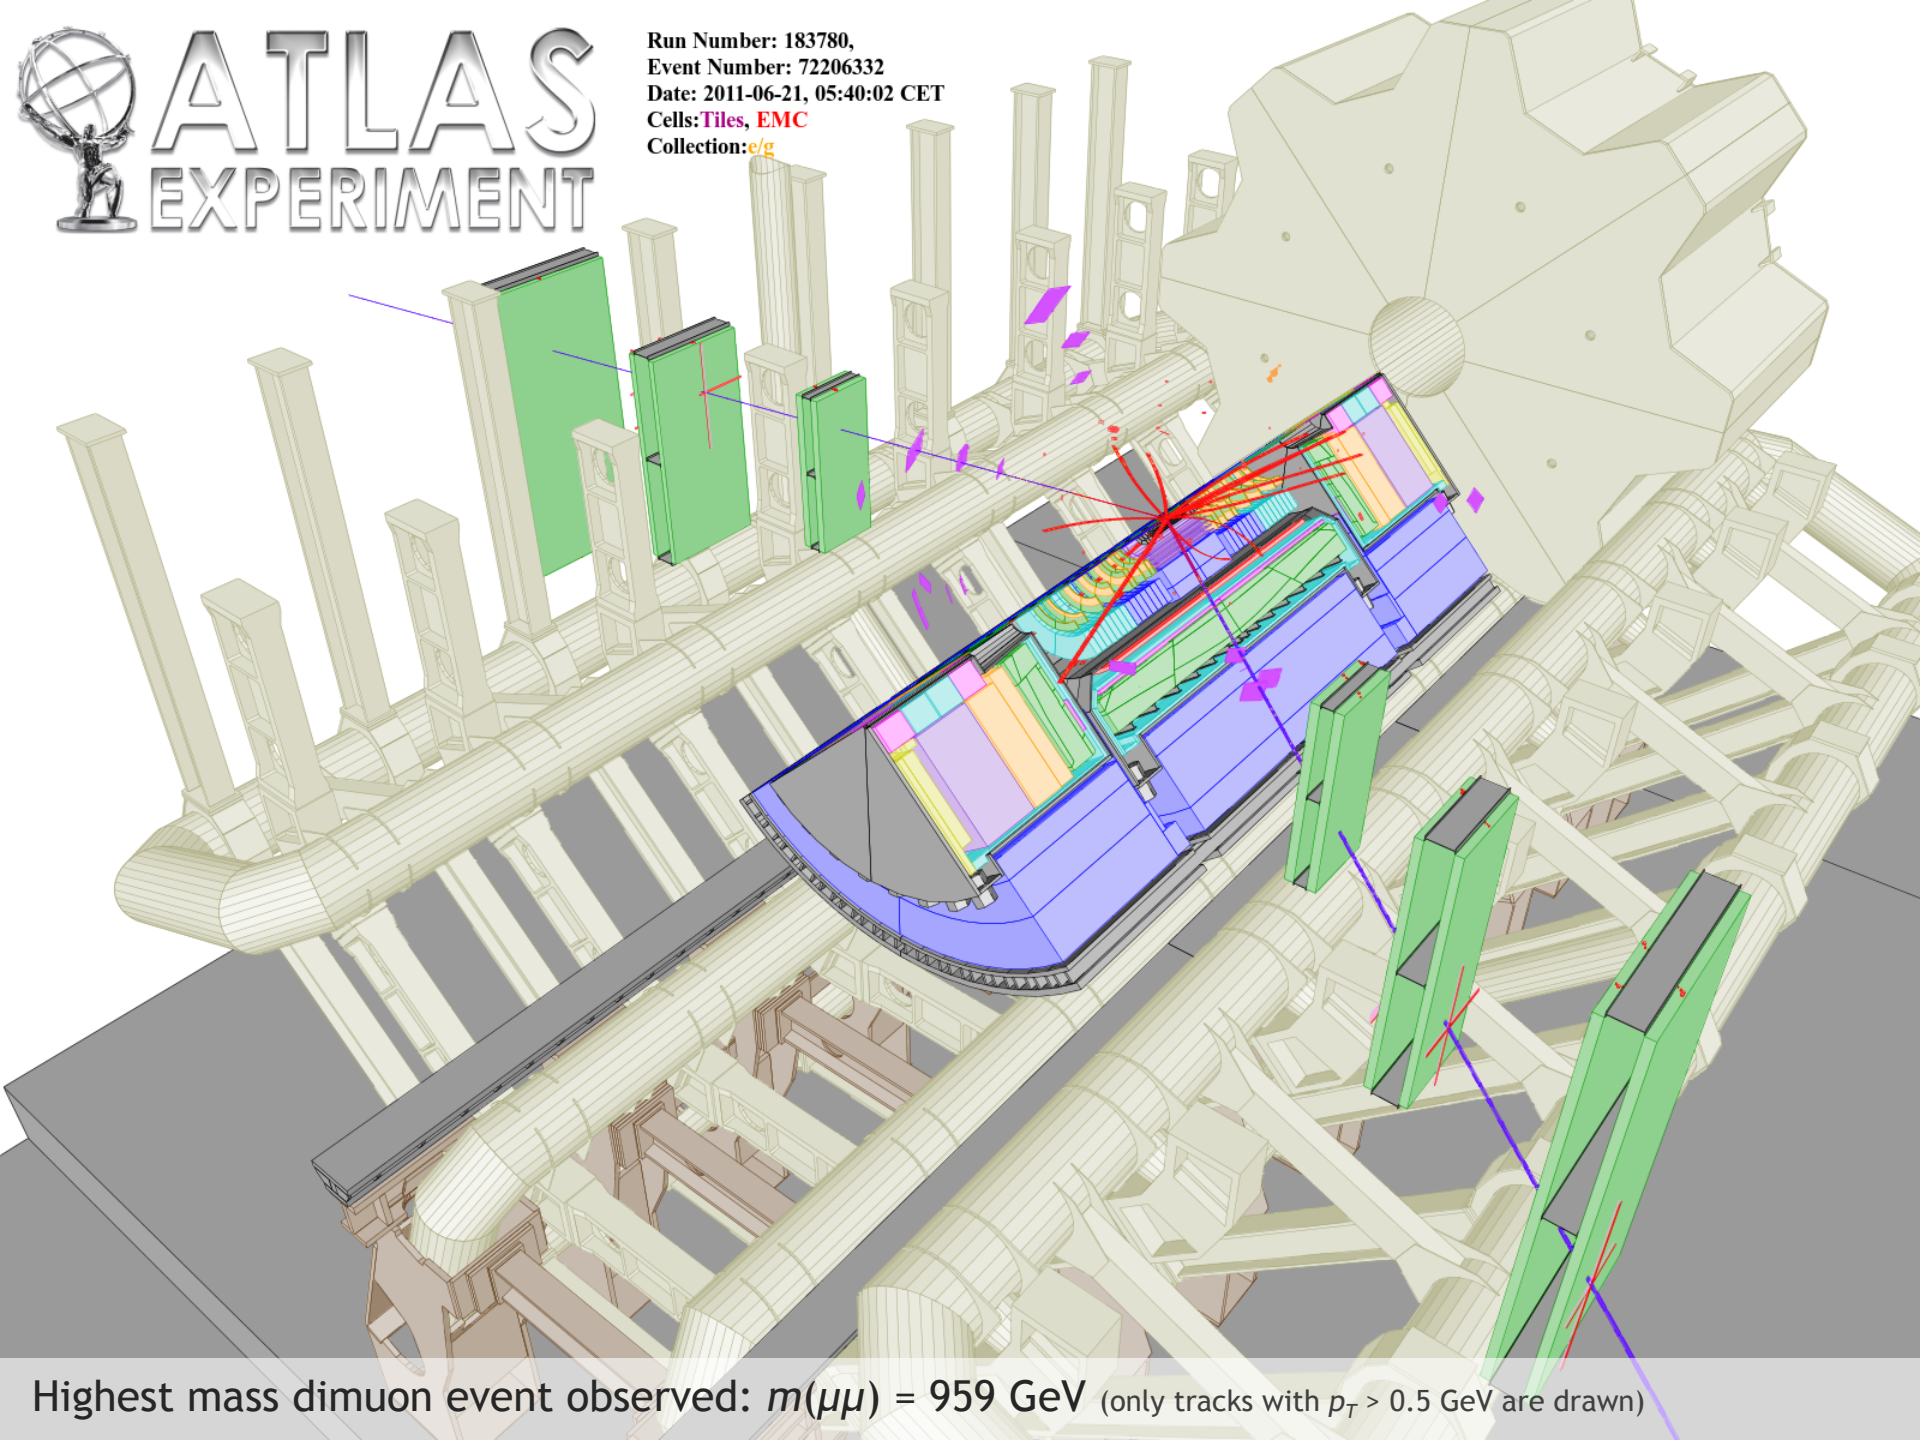 ATLAS
EXPERIMENT
Run Number: 183780,
Event Number: 72206332
Date: 2011-06-21, 05:40:02 CET
Cells:Tiles, EMC
Collection:e/g
Highest mass dimuon event observed: m(μμ) = 959 GeV (only tracks with pT > 0.5 GeV are drawn)